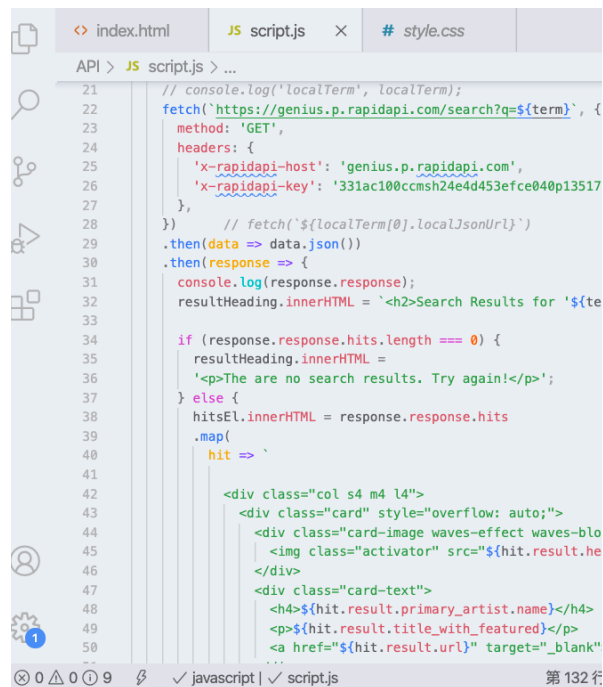 index.html JS script.js × # style.css
API > JS script.js > ...
21 // console.log('localTerm', localTerm);
22 fetch(`https://genius.p.rapidapi.com/search?q=${term}`, {
23 method: 'GET',
24 headers: {
25 'x-rapidapi-host': 'genius.p.rapidapi.com',
26 'x-rapidapi-key': '331ac100ccmsh24e4d453efce040p13517
27 },
28 }) // fetch(`${localTerm[0].localJsonUrl}`)
29 .then(data => data.json())
30 .then(response => {
31 console.log(response.response);
32 resultHeading.innerHTML = `<h2>Search Results for '${te
33
34 if (response.response.hits.length === 0) {
35 resultHeading.innerHTML =
36 '<p>The are no search results. Try again!</p>';
37 } else {
38 hitsEl.innerHTML = response.response.hits
39 .map(
40 hit => `
41
42 <div class="col s4 m4 l4">
43 <div class="card" style="overflow: auto;">
44 <div class="card-image waves-effect waves-blo
45 <img class="activator" src="${hit.result.he
46 </div>
47 <div class="card-text">
48 <h4>${hit.result.primary_artist.name}</h4>
49 <p>${hit.result.title_with_featured}</p>
50 <a href="${hit.result.url}" target="_blank"
1
0 0 9 javascript | script.js 第 132 行